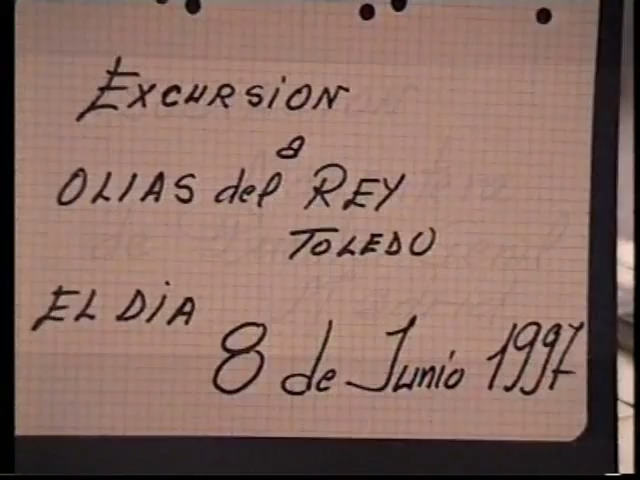 EXCURSION
a
OLIAS del REY
TOLEDO
EL DIA
8 de Junio 1997